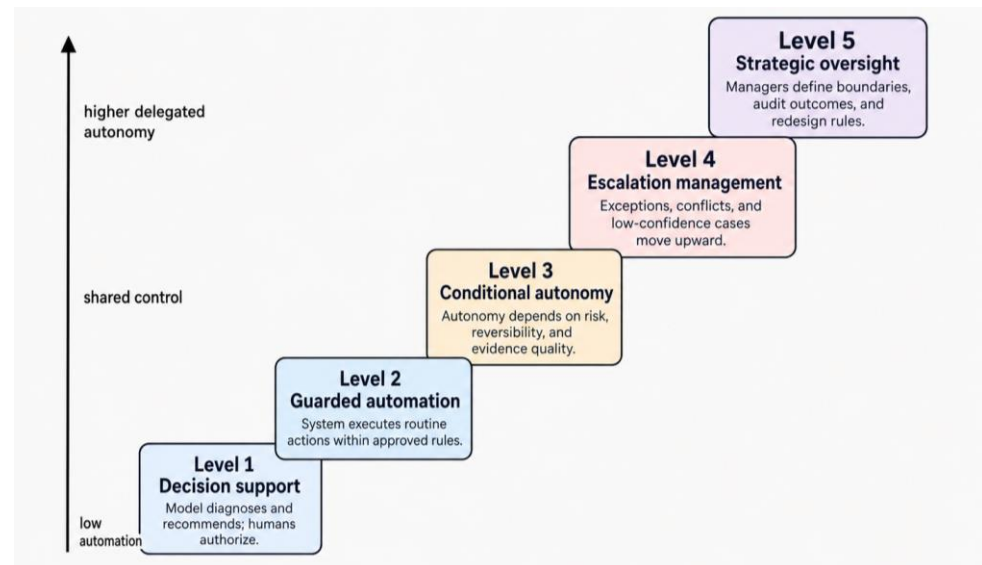 Level 5
Strategic oversight
Managers define boundaries,
audit outcomes, and
redesign rules.
higher delegated
autonomy
Level 4
Escalation management
Exceptions, conflicts, and
low-confidence cases
move upward.
Level 3
Conditional autonomy
Autonomy depends on risk,
reversibility, and
evidence quality.
shared control
Level 2
Guarded automation
System executes routine
actions within approved rules.
Level 1
Decision support
Model diagnoses and
recommends; humans
authorize.
low
automation